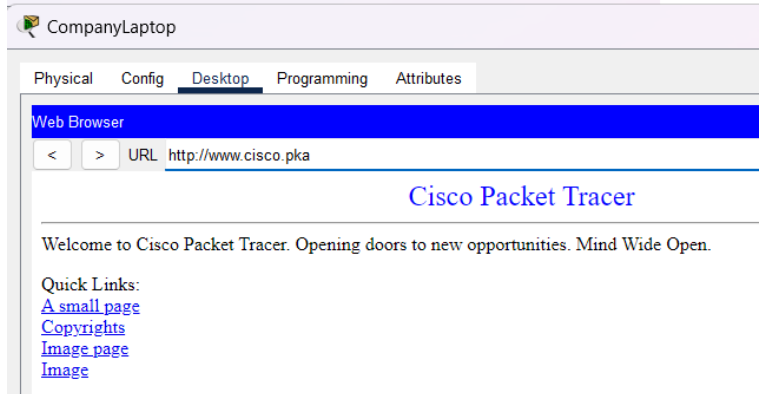 CompanyLaptop
Physical Config Desktop Programming Attributes
Web Browser
< > URL http://www.cisco.pka
Cisco Packet Tracer
Welcome to Cisco Packet Tracer. Opening doors to new opportunities. Mind Wide Open.
Quick Links:
A small page
Copyrights
Image page
Image